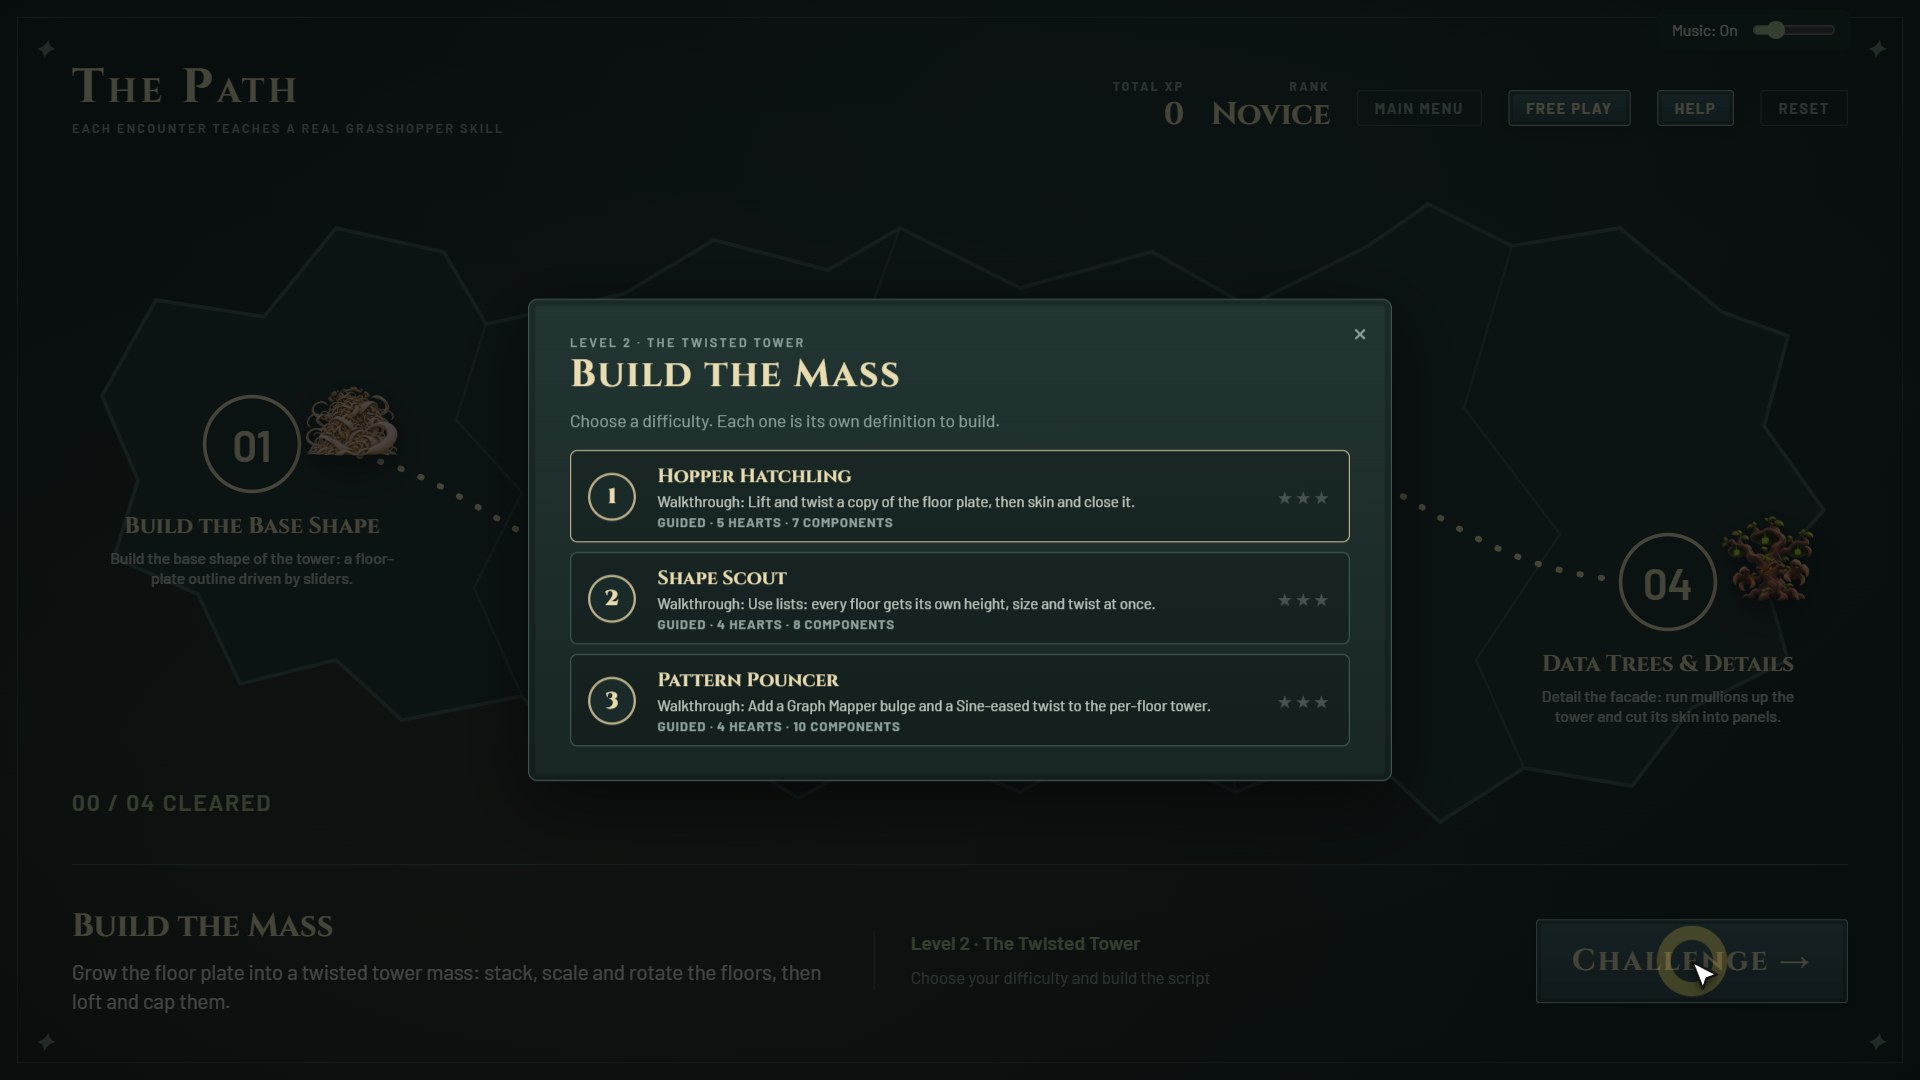 Music: On
The Path
EACH ENCOUNTER TEACHES A REAL GRASSHOPPER SKILL
TOTAL XP
0
RANK
Novice
MAIN MENU
FREE PLAY
HELP
RESET
LEVEL 2 · THE TWISTED TOWER
Build the Mass
×
Choose a difficulty. Each one is its own definition to build.
1
Hopper Hatchling
Walkthrough: Lift and twist a copy of the floor plate, then skin and close it.
GUIDED · 5 HEARTS · 7 COMPONENTS
★★★
2
Shape Scout
Walkthrough: Use lists: every floor gets its own height, size and twist at once.
GUIDED · 4 HEARTS · 8 COMPONENTS
★★★
3
Pattern Pouncer
Walkthrough: Add a Graph Mapper bulge and a Sine-eased twist to the per-floor tower.
GUIDED · 4 HEARTS · 10 COMPONENTS
★★★
01
Build the Base Shape
Build the base shape of the tower: a floor-
plate outline driven by sliders.
04
Data Trees & Details
Detail the facade: run mullions up the
tower and cut its skin into panels.
00 / 04 CLEARED
Build the Mass
Grow the floor plate into a twisted tower mass: stack, scale and rotate the floors, then
loft and cap them.
Level 2 · The Twisted Tower
Choose your difficulty and build the script
Challenge →